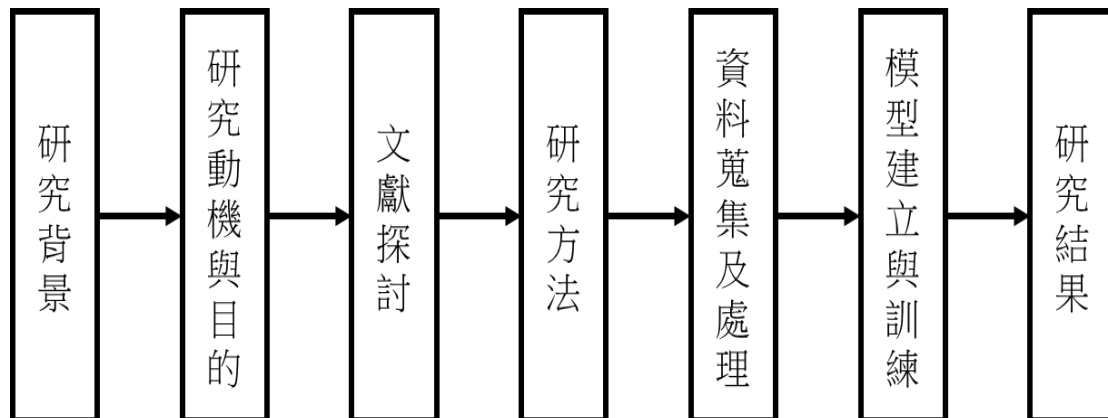 研究背景
研究動機與目的
文獻探討
研究方法
資料蒐集及處理
模型建立與訓練
研究結果